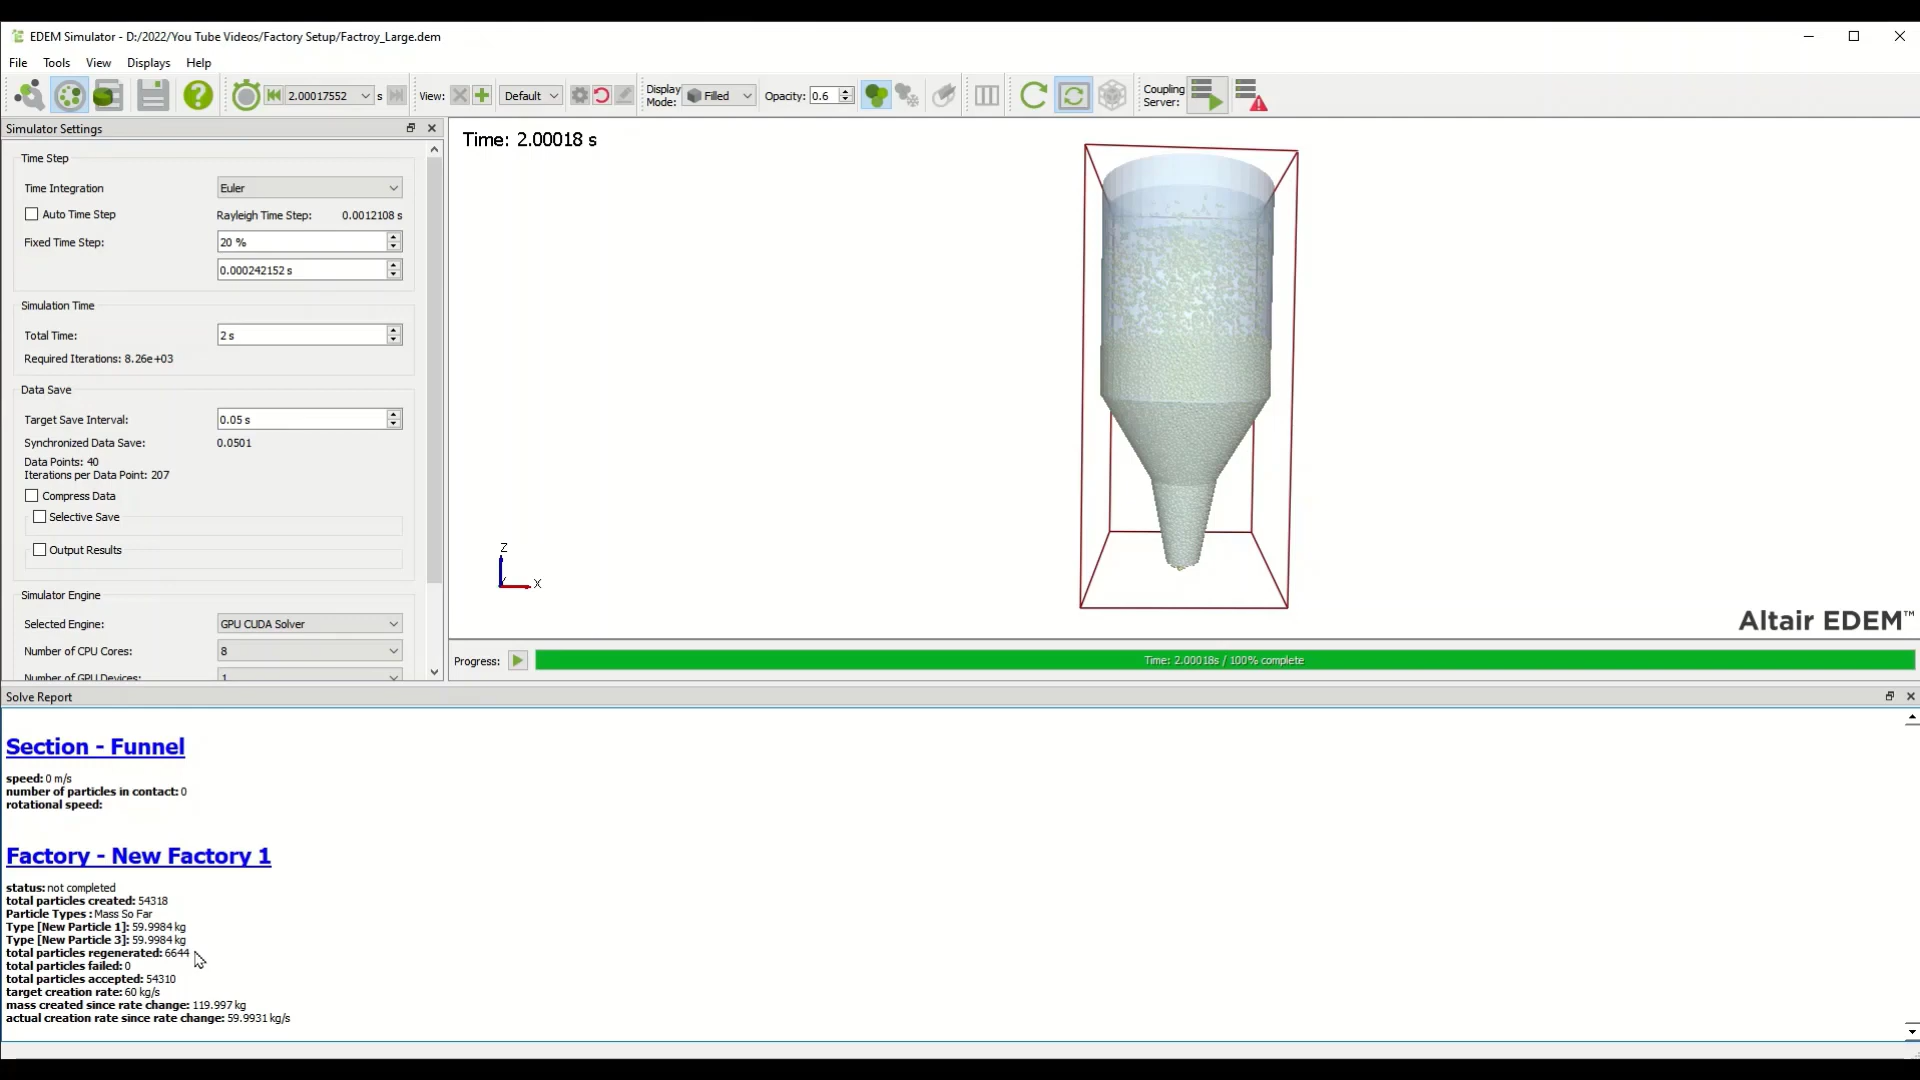 EDEM Simulator - D:/2022/You Tube Videos/Factory Setup/Factroy_Large.dem
File Tools View Displays Help
2.00017552 s View: Default Display Mode: Filled Opacity: 0.6 Coupling Server:
Simulator Settings
Time: 2.00018 s
Time Step
Time Integration Euler
Auto Time Step Rayleigh Time Step: 0.0012108 s
Fixed Time Step: 20 %
0.000242152 s
Simulation Time
Total Time: 2 s
Required Iterations: 8.26e+03
Data Save
Target Save Interval: 0.05 s
Synchronized Data Save: 0.0501
Data Points: 40
Iterations per Data Point: 207
Compress Data
Selective Save
Output Results
Simulator Engine
Selected Engine: GPU CUDA Solver
Number of CPU Cores: 8
Number of GPU Devices: 1
Z
X
Altair EDEM™
Progress: Time: 2.00018s / 100% complete
Solve Report
Section - Funnel
speed: 0 m/s
number of particles in contact: 0
rotational speed:
Factory - New Factory 1
status: not completed
total particles created: 54318
Particle Types : Mass So Far
Type [New Particle 1]: 59.9984 kg
Type [New Particle 3]: 59.9984 kg
total particles regenerated: 6644
total particles failed: 0
total particles accepted: 54310
target creation rate: 60 kg/s
mass created since rate change: 119.997 kg
actual creation rate since rate change: 59.9931 kg/s